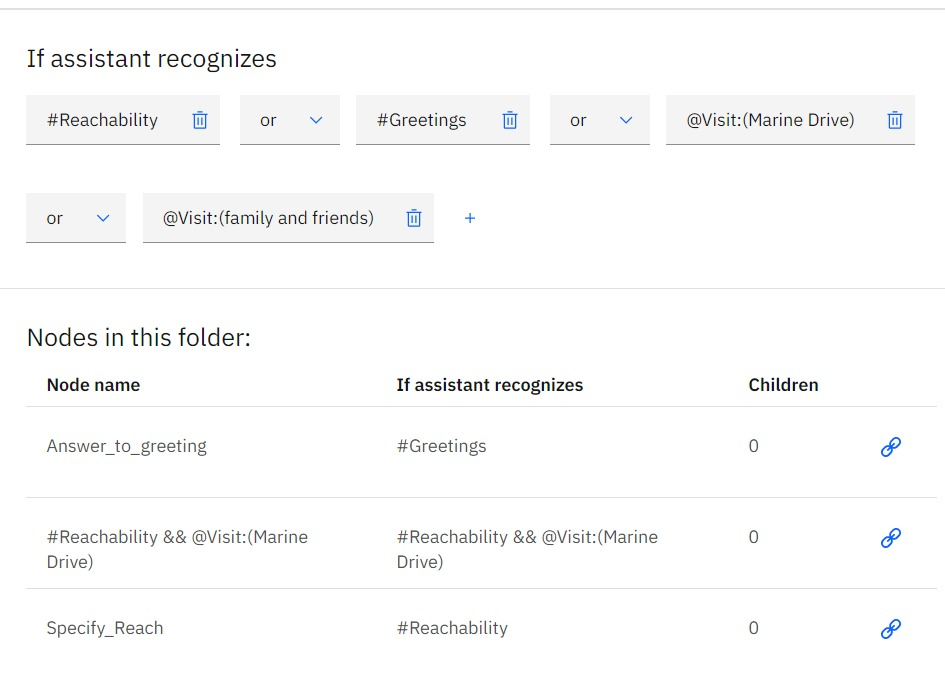 If assistant recognizes
#Reachability or #Greetings or @Visit:(Marine Drive)
or @Visit:(family and friends) +
Nodes in this folder:
Node name If assistant recognizes Children
Answer_to_greeting #Greetings 0
#Reachability && @Visit:(Marine #Reachability && @Visit:(Marine 0
Drive) Drive)
Specify_Reach #Reachability 0